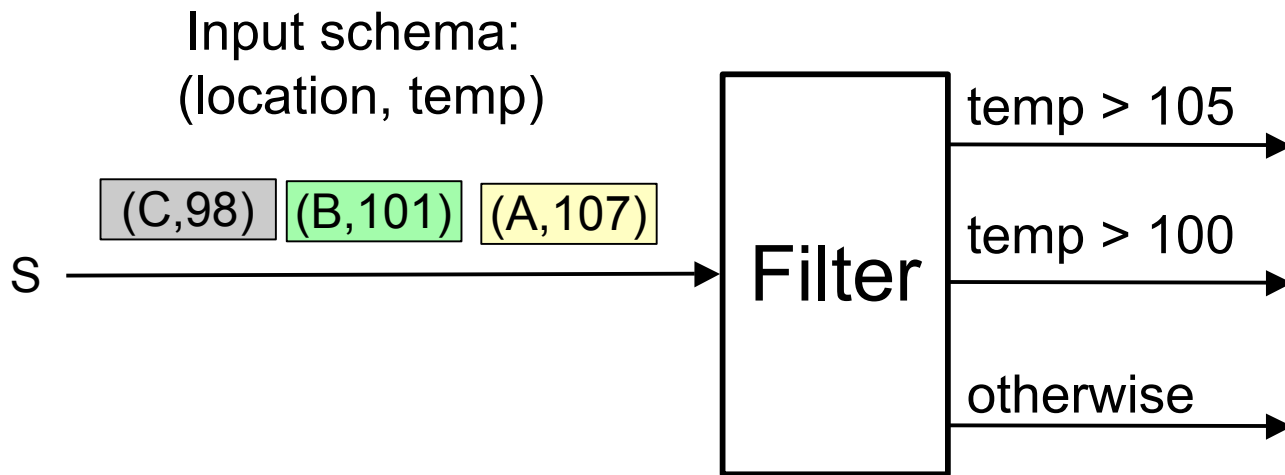 Input schema:
(location, temp)
temp > 105
(C,98) (B,101) (A,107)
temp > 100
S
Filter
otherwise